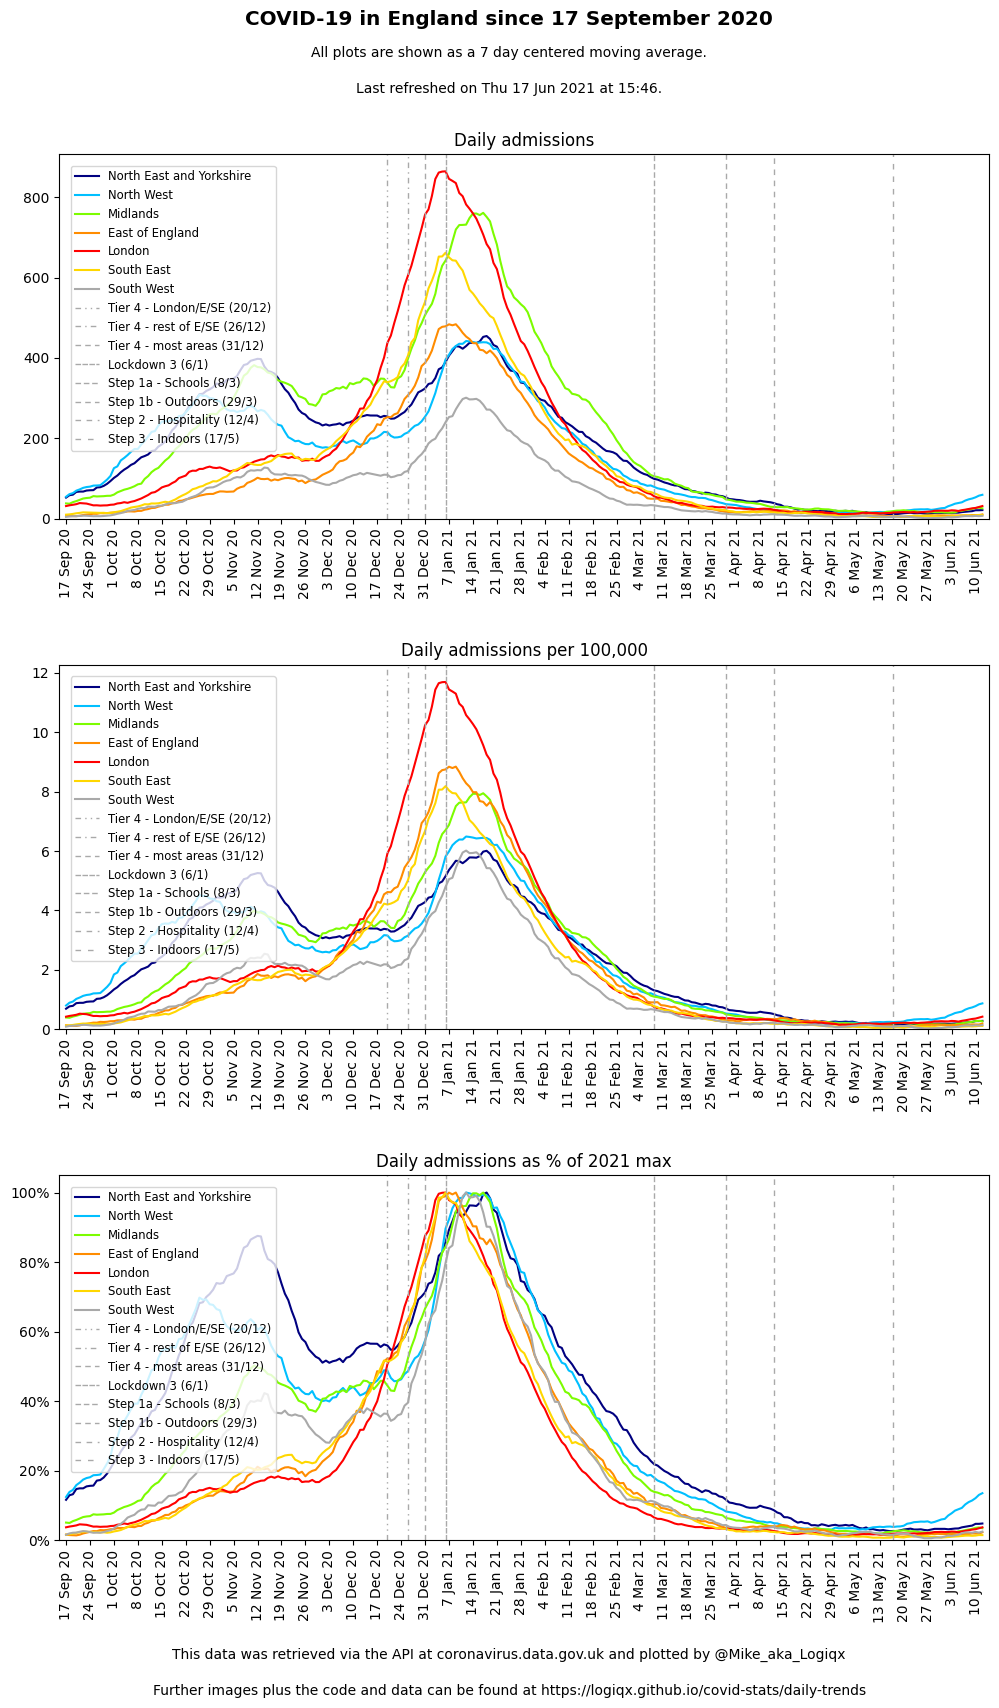 COVID-19 in England since 17 September 2020
All plots are shown as a 7 day centered moving average.
Last refreshed on Thu 17 Jun 2021 at 15:46.
Daily admissions
800
600
400
200
0
North East and Yorkshire
North West
Midlands
East of England
London
South East
South West
Tier 4 - London/E/SE (20/12)
Tier 4 - rest of E/SE (26/12)
Tier 4 - most areas (31/12)
Lockdown 3 (6/1)
Step 1a - Schools (8/3)
Step 1b - Outdoors (29/3)
Step 2 - Hospitality (12/4)
Step 3 - Indoors (17/5)
17 Sep 20
24 Sep 20
1 Oct 20
8 Oct 20
15 Oct 20
22 Oct 20
29 Oct 20
5 Nov 20
12 Nov 20
19 Nov 20
26 Nov 20
3 Dec 20
10 Dec 20
17 Dec 20
24 Dec 20
31 Dec 20
7 Jan 21
14 Jan 21
21 Jan 21
28 Jan 21
4 Feb 21
11 Feb 21
18 Feb 21
25 Feb 21
4 Mar 21
11 Mar 21
18 Mar 21
25 Mar 21
1 Apr 21
8 Apr 21
15 Apr 21
22 Apr 21
29 Apr 21
6 May 21
13 May 21
20 May 21
27 May 21
3 Jun 21
10 Jun 21
Daily admissions per 100,000
12
10
8
6
4
2
0
North East and Yorkshire
North West
Midlands
East of England
London
South East
South West
Tier 4 - London/E/SE (20/12)
Tier 4 - rest of E/SE (26/12)
Tier 4 - most areas (31/12)
Lockdown 3 (6/1)
Step 1a - Schools (8/3)
Step 1b - Outdoors (29/3)
Step 2 - Hospitality (12/4)
Step 3 - Indoors (17/5)
17 Sep 20
24 Sep 20
1 Oct 20
8 Oct 20
15 Oct 20
22 Oct 20
29 Oct 20
5 Nov 20
12 Nov 20
19 Nov 20
26 Nov 20
3 Dec 20
10 Dec 20
17 Dec 20
24 Dec 20
31 Dec 20
7 Jan 21
14 Jan 21
21 Jan 21
28 Jan 21
4 Feb 21
11 Feb 21
18 Feb 21
25 Feb 21
4 Mar 21
11 Mar 21
18 Mar 21
25 Mar 21
1 Apr 21
8 Apr 21
15 Apr 21
22 Apr 21
29 Apr 21
6 May 21
13 May 21
20 May 21
27 May 21
3 Jun 21
10 Jun 21
Daily admissions as % of 2021 max
100%
80%
60%
40%
20%
0%
North East and Yorkshire
North West
Midlands
East of England
London
South East
South West
Tier 4 - London/E/SE (20/12)
Tier 4 - rest of E/SE (26/12)
Tier 4 - most areas (31/12)
Lockdown 3 (6/1)
Step 1a - Schools (8/3)
Step 1b - Outdoors (29/3)
Step 2 - Hospitality (12/4)
Step 3 - Indoors (17/5)
17 Sep 20
24 Sep 20
1 Oct 20
8 Oct 20
15 Oct 20
22 Oct 20
29 Oct 20
5 Nov 20
12 Nov 20
19 Nov 20
26 Nov 20
3 Dec 20
10 Dec 20
17 Dec 20
24 Dec 20
31 Dec 20
7 Jan 21
14 Jan 21
21 Jan 21
28 Jan 21
4 Feb 21
11 Feb 21
18 Feb 21
25 Feb 21
4 Mar 21
11 Mar 21
18 Mar 21
25 Mar 21
1 Apr 21
8 Apr 21
15 Apr 21
22 Apr 21
29 Apr 21
6 May 21
13 May 21
20 May 21
27 May 21
3 Jun 21
10 Jun 21
This data was retrieved via the API at coronavirus.data.gov.uk and plotted by @Mike_aka_Logiqx
Further images plus the code and data can be found at https://logiqx.github.io/covid-stats/daily-trends